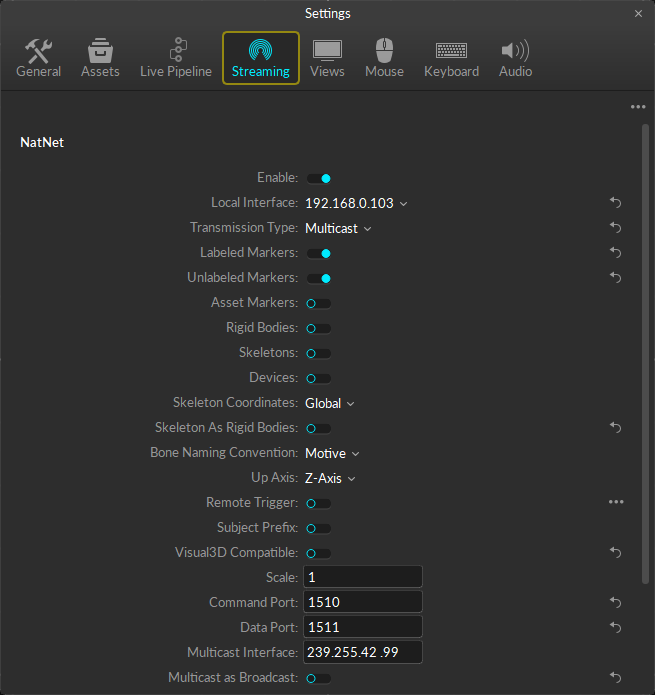 Settings
General Assets Live Pipeline Streaming Views Mouse Keyboard Audio
NatNet
Enable:
Local Interface: 192.168.0.103
Transmission Type: Multicast
Labeled Markers:
Unlabeled Markers:
Asset Markers:
Rigid Bodies:
Skeletons:
Devices:
Skeleton Coordinates: Global
Skeleton As Rigid Bodies:
Bone Naming Convention: Motive
Up Axis: Z-Axis
Remote Trigger:
Subject Prefix:
Visual3D Compatible:
Scale: 1
Command Port: 1510
Data Port: 1511
Multicast Interface: 239.255.42 .99
Multicast as Broadcast: